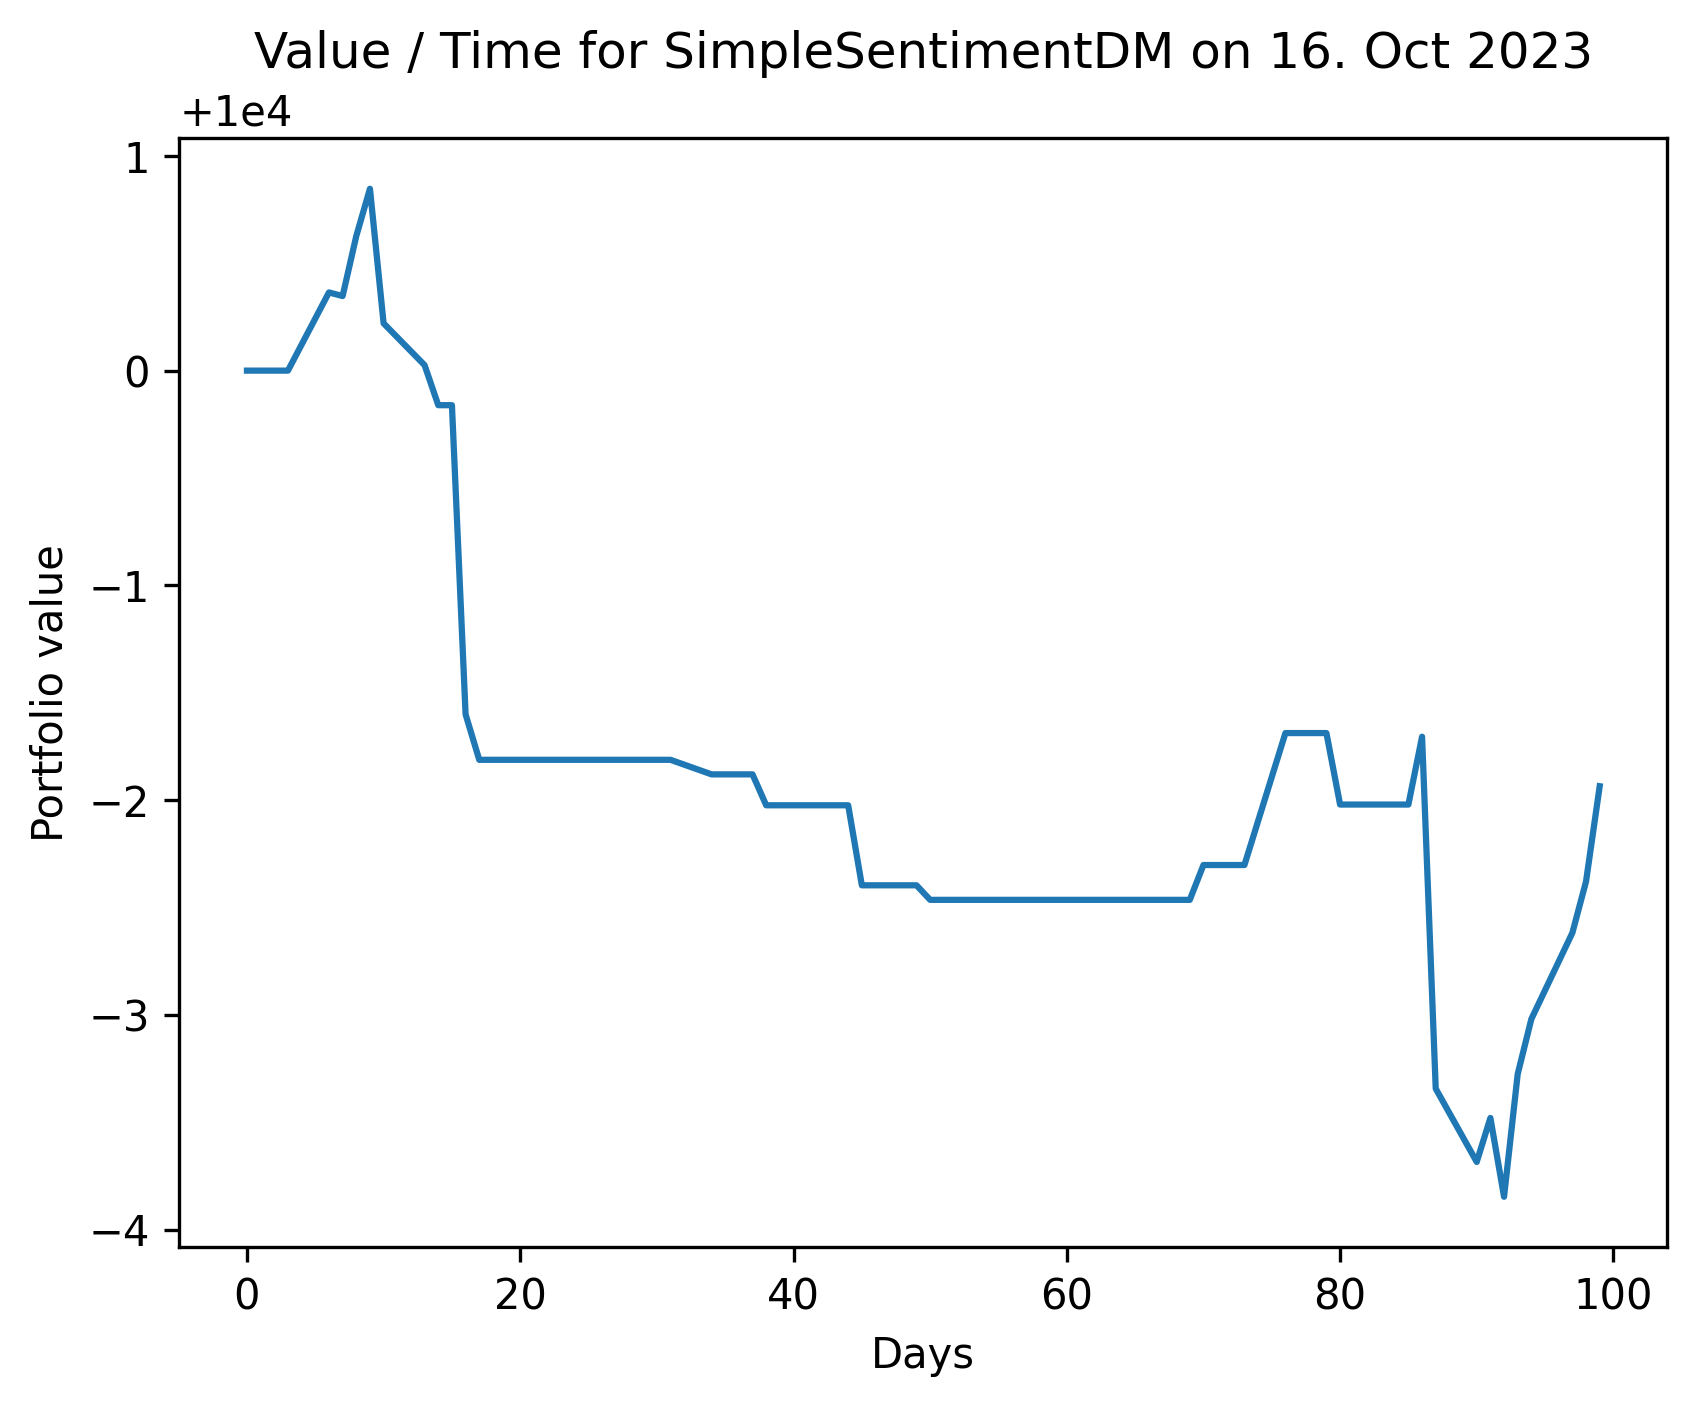 Value / Time for SimpleSentimentDM on 16. Oct 2023
+1e4
1
0
−1
−2
−3
−4
Portfolio value
0 20 40 60 80 100
Days